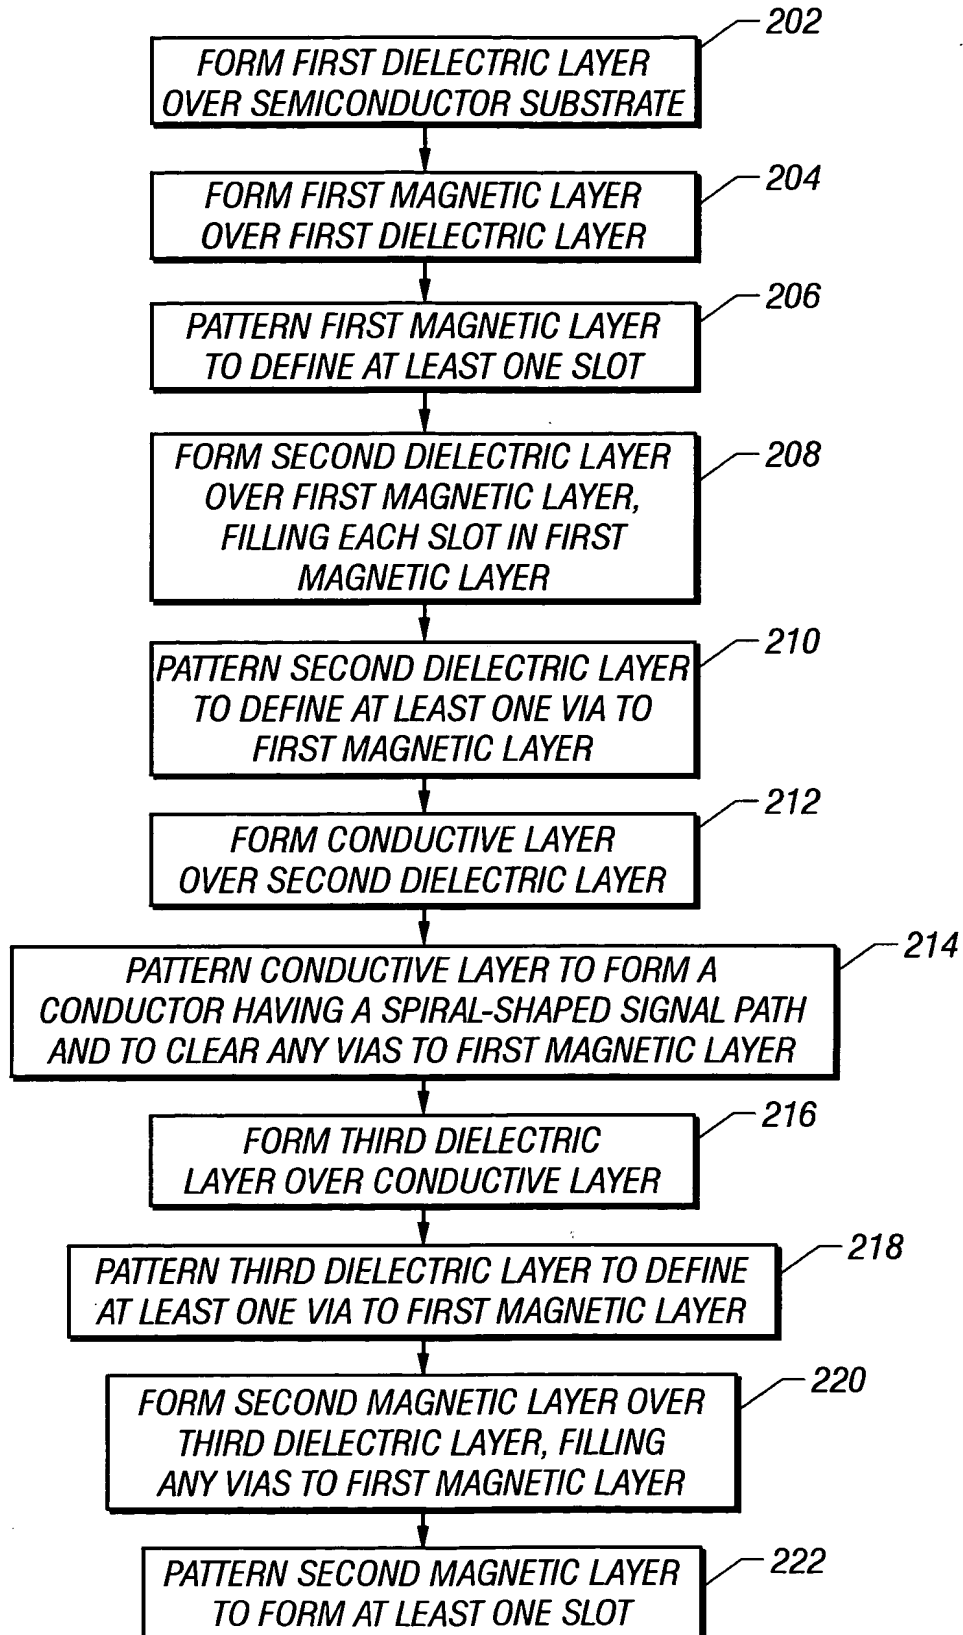 202
FORM FIRST DIELECTRIC LAYER
OVER SEMICONDUCTOR SUBSTRATE
204
FORM FIRST MAGNETIC LAYER
OVER FIRST DIELECTRIC LAYER
206
PATTERN FIRST MAGNETIC LAYER
TO DEFINE AT LEAST ONE SLOT
208
FORM SECOND DIELECTRIC LAYER
OVER FIRST MAGNETIC LAYER,
FILLING EACH SLOT IN FIRST
MAGNETIC LAYER
210
PATTERN SECOND DIELECTRIC LAYER
TO DEFINE AT LEAST ONE VIA TO
FIRST MAGNETIC LAYER
212
FORM CONDUCTIVE LAYER
OVER SECOND DIELECTRIC LAYER
214
PATTERN CONDUCTIVE LAYER TO FORM A
CONDUCTOR HAVING A SPIRAL-SHAPED SIGNAL PATH
AND TO CLEAR ANY VIAS TO FIRST MAGNETIC LAYER
216
FORM THIRD DIELECTRIC
LAYER OVER CONDUCTIVE LAYER
218
PATTERN THIRD DIELECTRIC LAYER TO DEFINE
AT LEAST ONE VIA TO FIRST MAGNETIC LAYER
220
FORM SECOND MAGNETIC LAYER OVER
THIRD DIELECTRIC LAYER, FILLING
ANY VIAS TO FIRST MAGNETIC LAYER
222
PATTERN SECOND MAGNETIC LAYER
TO FORM AT LEAST ONE SLOT